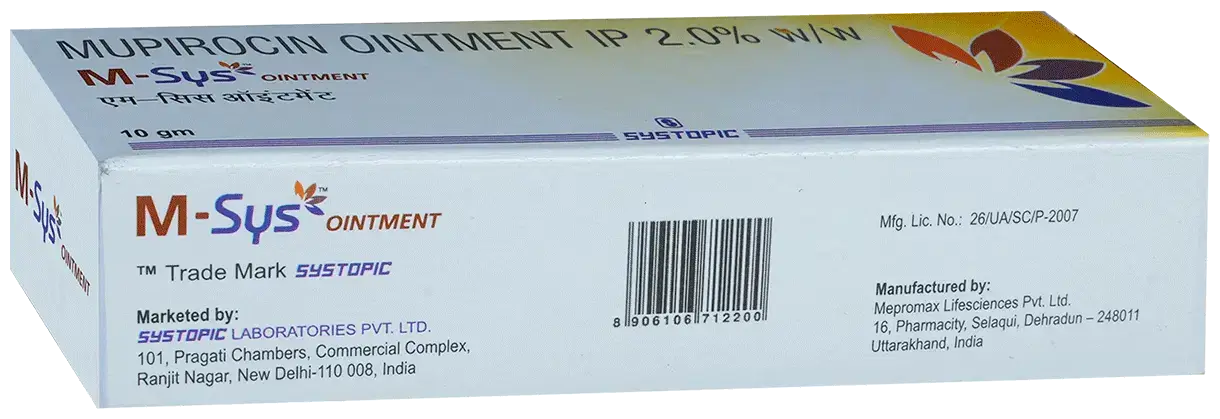 MUPIROCIN OINTMENT IP 2.0% w/w
M-Sys™ OINTMENT
एम-सिस ऑइंटमेंट
10 gm
SYSTOPIC
M-Sys™ OINTMENT
M-Sys™ OINTMENT
™ Trade Mark SYSTOPIC
Marketed by:
SYSTOPIC LABORATORIES PVT. LTD.
101, Pragati Chambers, Commercial Complex,
Ranjit Nagar, New Delhi-110 008, India
8 906106 712200
Mfg. Lic. No.: 26/UA/SC/P-2007
Manufactured by:
Mepromax Lifesciences Pvt. Ltd.
16, Pharmacity, Selaqui, Dehradun – 248011
Uttarakhand, India